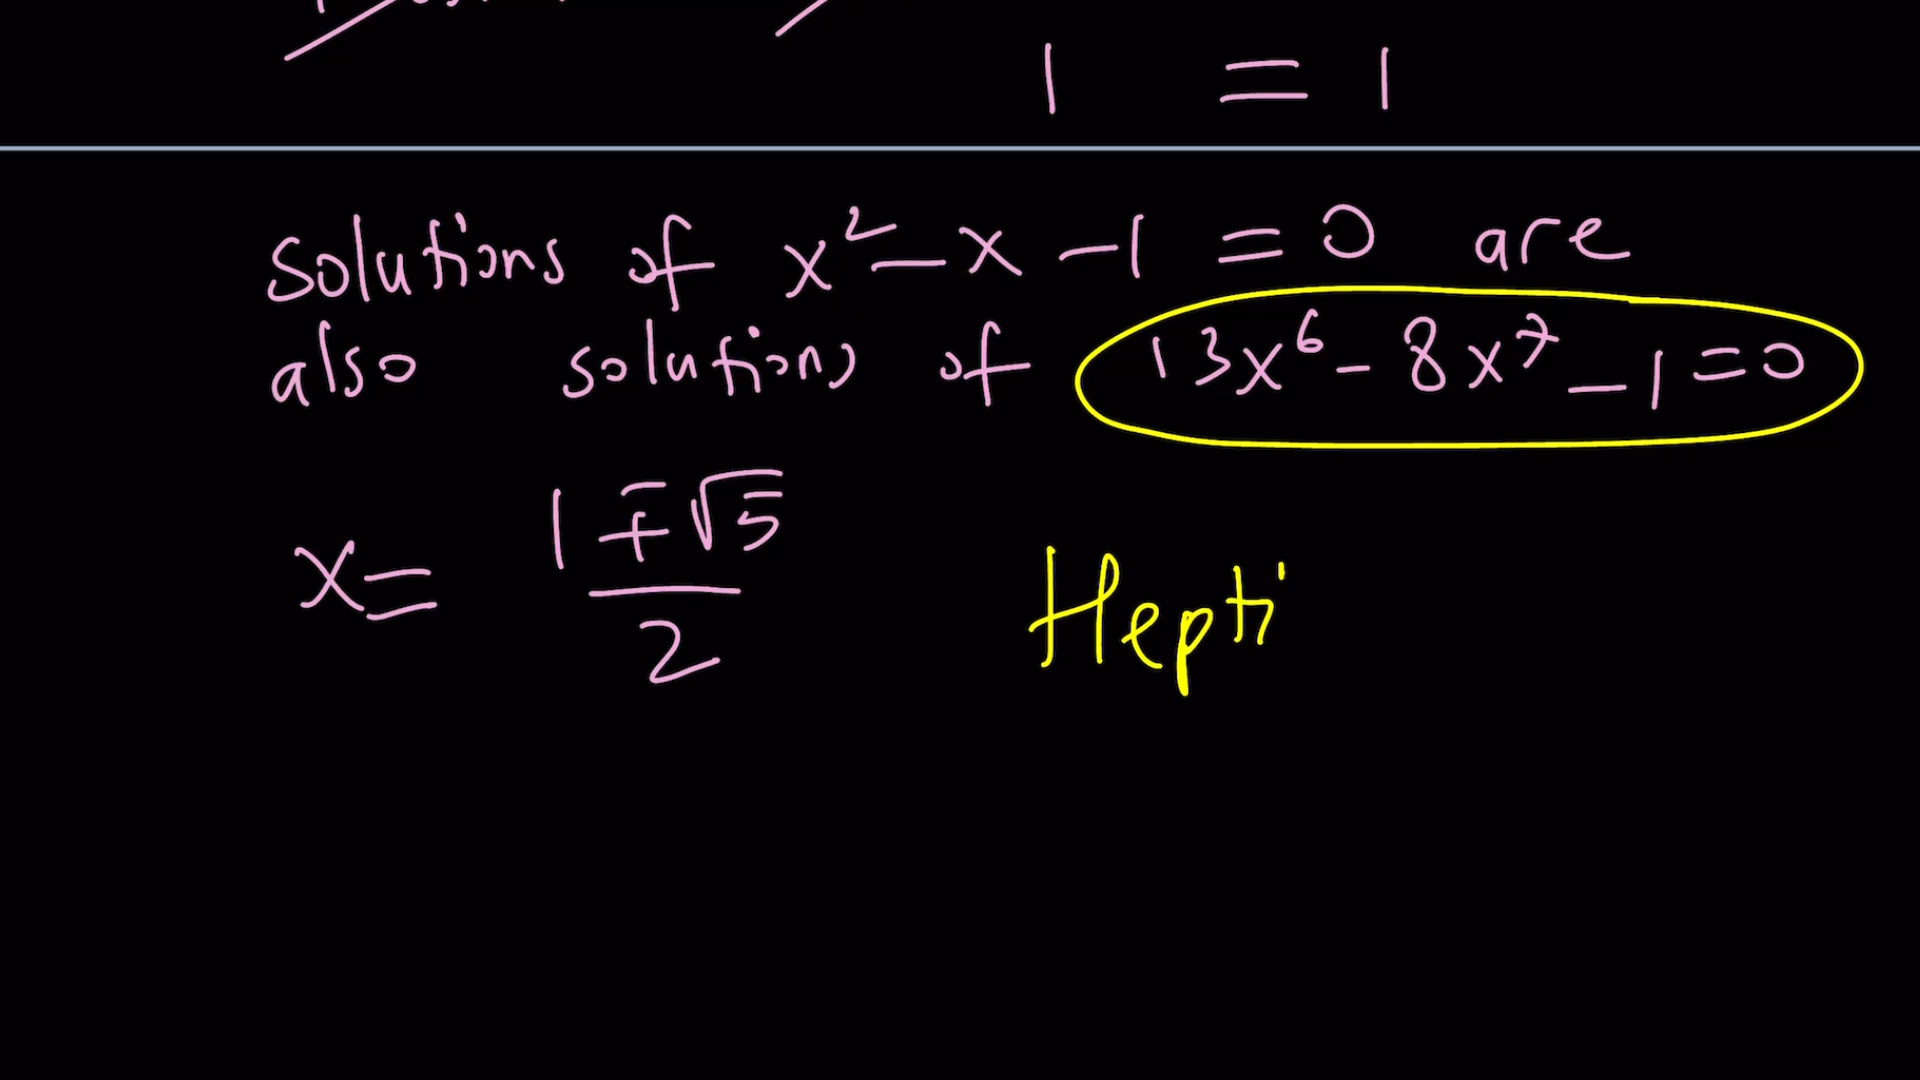 1 = 1
Solutions of x² - x - 1 = 0 are
also solutions of 13x⁶ - 8x⁷ - 1 = 0
x = (1 ∓ √5)/2
Hepti